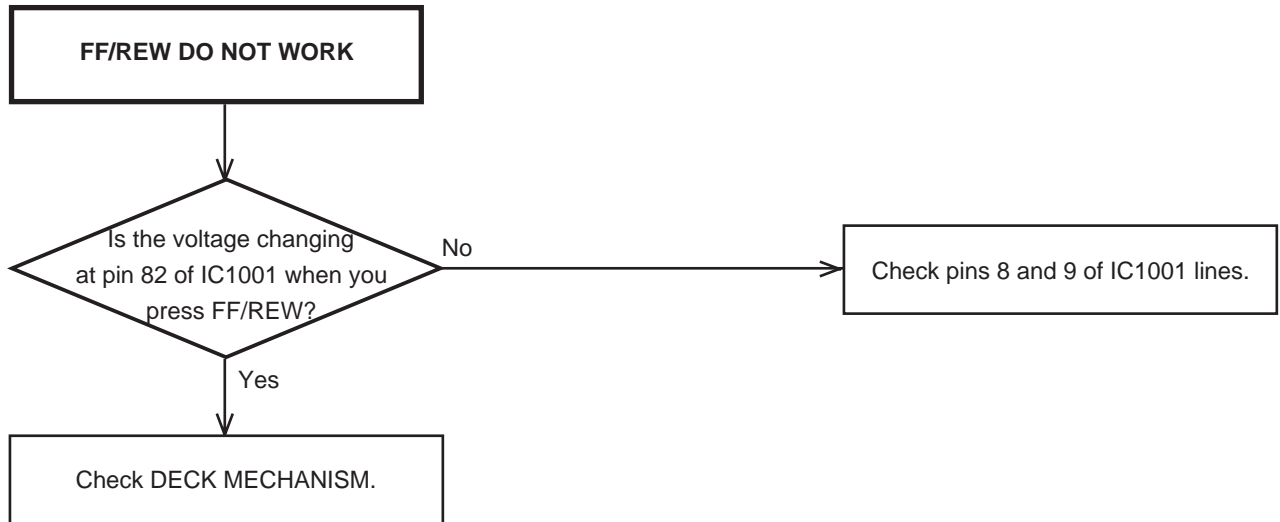 FF/REW DO NOT WORK
Is the voltage changing
at pin 82 of IC1001 when you
press FF/REW?
No
Check pins 8 and 9 of IC1001 lines.
Yes
Check DECK MECHANISM.